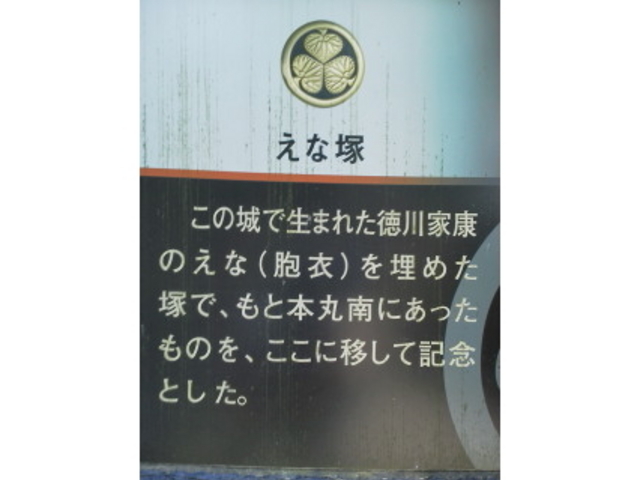 えな塚
この城で生まれた徳川家康
のえな(胞衣)を埋めた
塚で、もと本丸南にあった
ものを、ここに移して記念
とした。